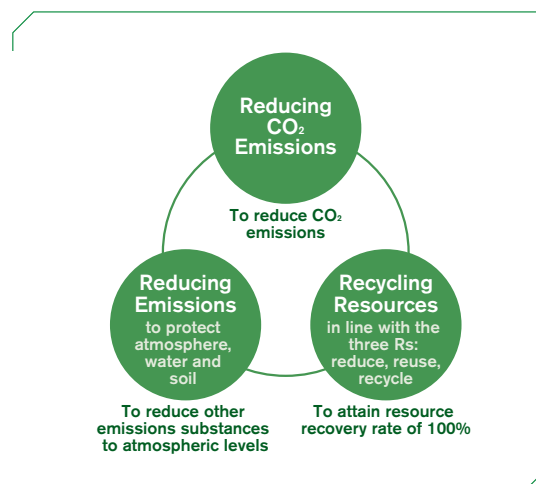 Reducing
CO₂
Emissions
To reduce CO₂
emissions
Reducing
Emissions
to protect
atmosphere,
water and
soil
To reduce other
emissions substances
to atmospheric levels
Recycling
Resources
in line with the
three Rs:
reduce, reuse,
recycle
To attain resource
recovery rate of 100%